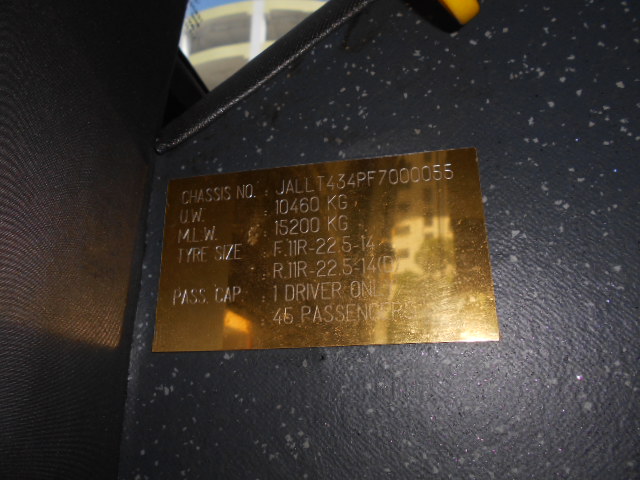 CHASSIS NO. : JALLT434PF7000055
U.W. : 10460 KG
M.L.W. : 15200 KG
TYRE SIZE : F.11R-22.5-14
: R.11R-22.5-14(D)
PASS. CAP. : 1 DRIVER ONLY
: 45 PASSENGERS